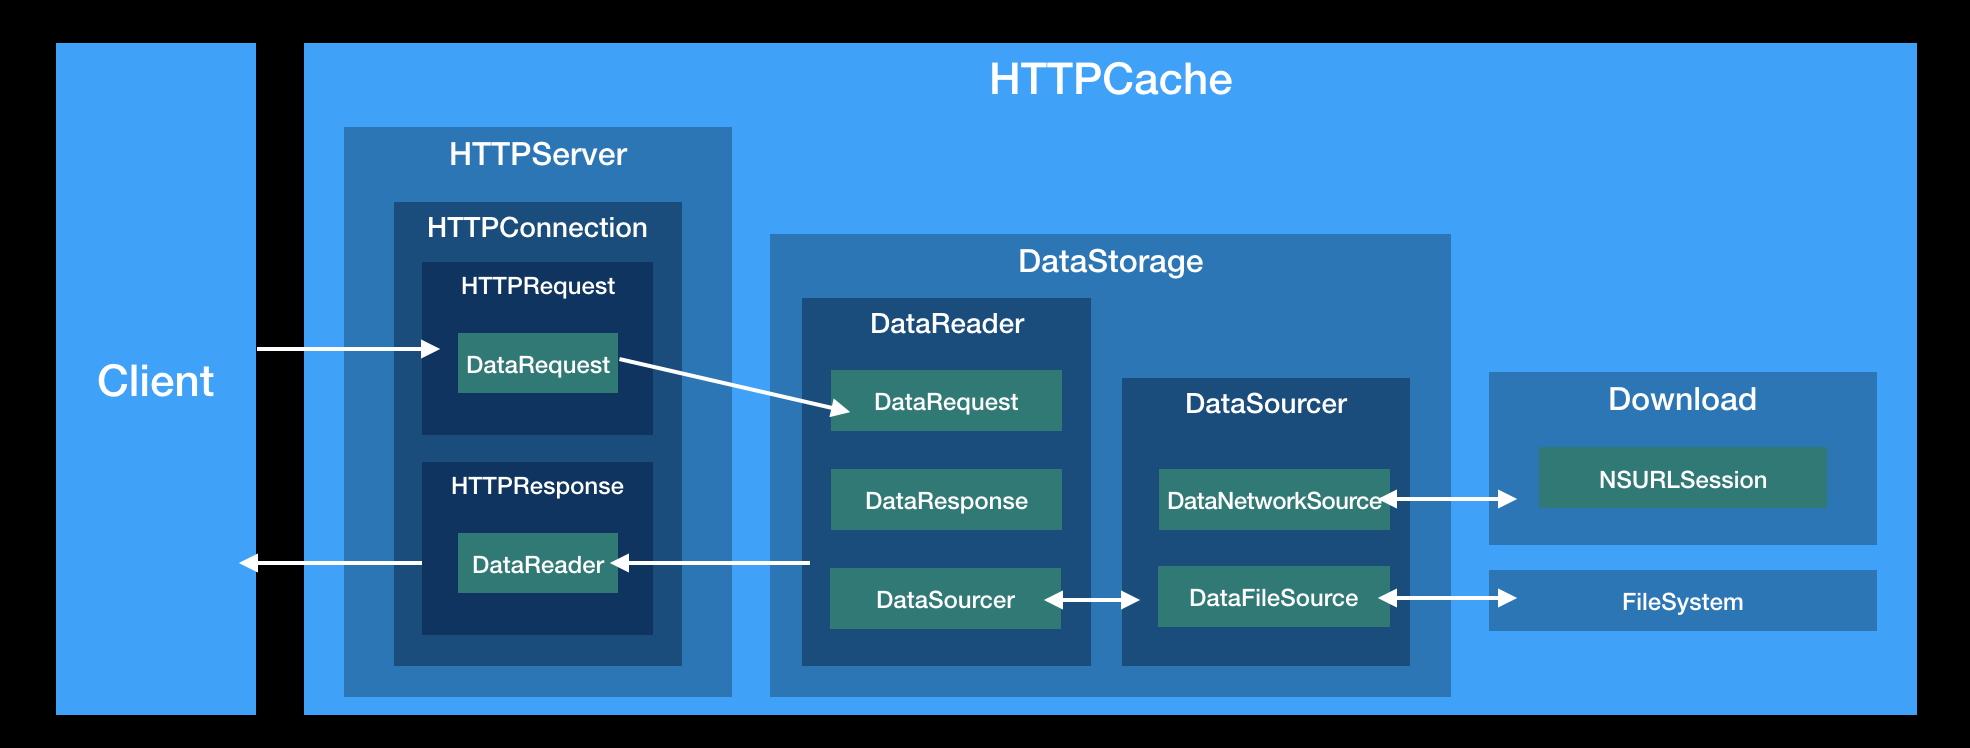 HTTPCache
Client
HTTPServer
HTTPConnection
HTTPRequest
DataRequest
HTTPResponse
DataReader
DataStorage
DataReader
DataRequest
DataResponse
DataSourcer
DataSourcer
DataNetworkSource
DataFileSource
Download
NSURLSession
FileSystem